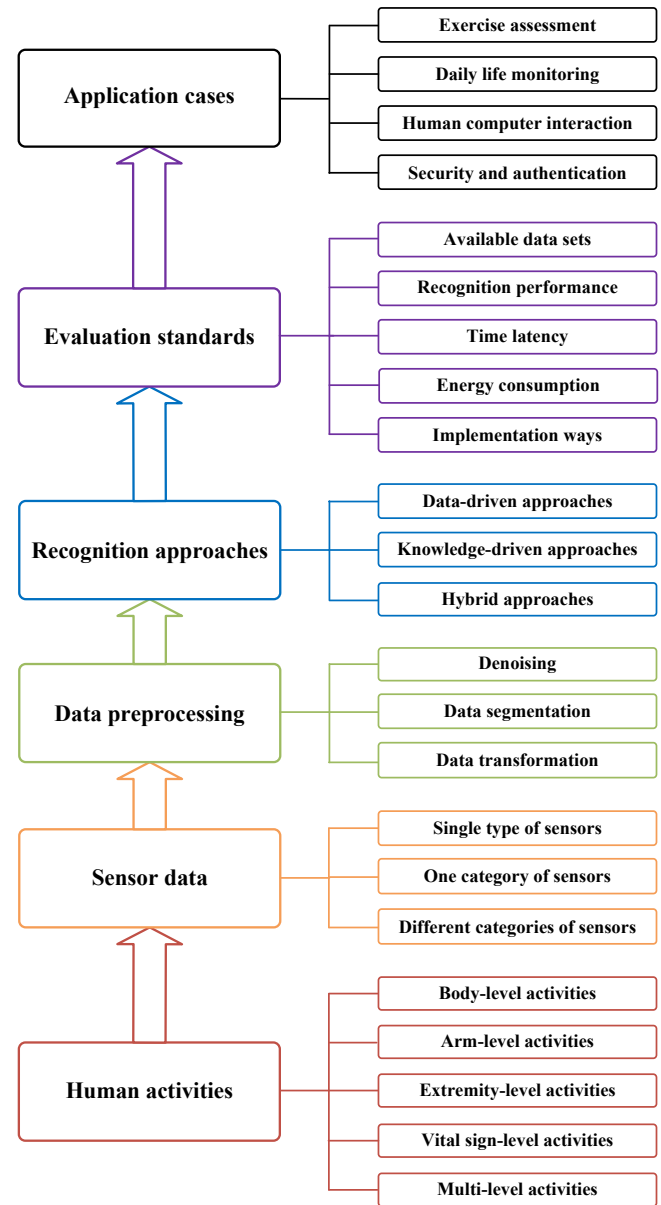 Application cases
Exercise assessment
Daily life monitoring
Human computer interaction
Security and authentication
Evaluation standards
Available data sets
Recognition performance
Time latency
Energy consumption
Implementation ways
Recognition approaches
Data-driven approaches
Knowledge-driven approaches
Hybrid approaches
Data preprocessing
Denoising
Data segmentation
Data transformation
Sensor data
Single type of sensors
One category of sensors
Different categories of sensors
Human activities
Body-level activities
Arm-level activities
Extremity-level activities
Vital sign-level activities
Multi-level activities